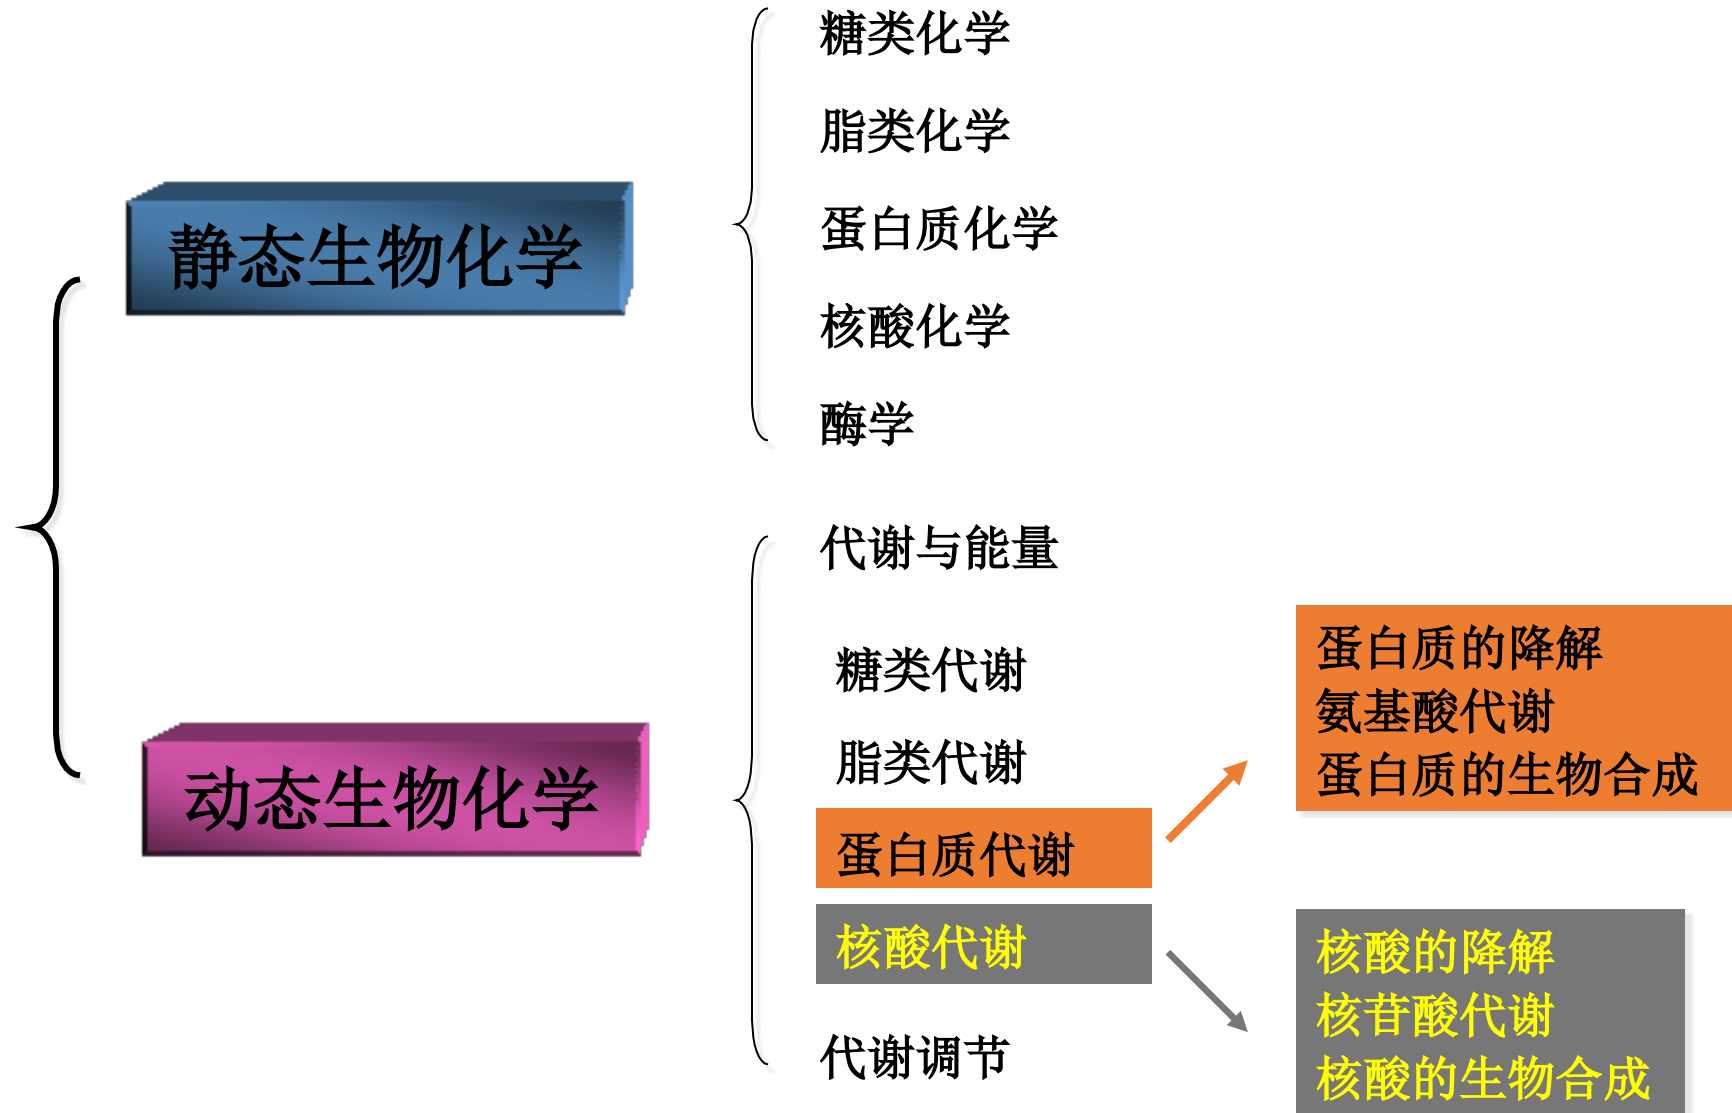 静态生物化学
糖类化学
脂类化学
蛋白质化学
核酸化学
酶学
动态生物化学
代谢与能量
糖类代谢
脂类代谢
蛋白质代谢
核酸代谢
代谢调节
蛋白质的降解
氨基酸代谢
蛋白质的生物合成
核酸的降解
核苷酸代谢
核酸的生物合成